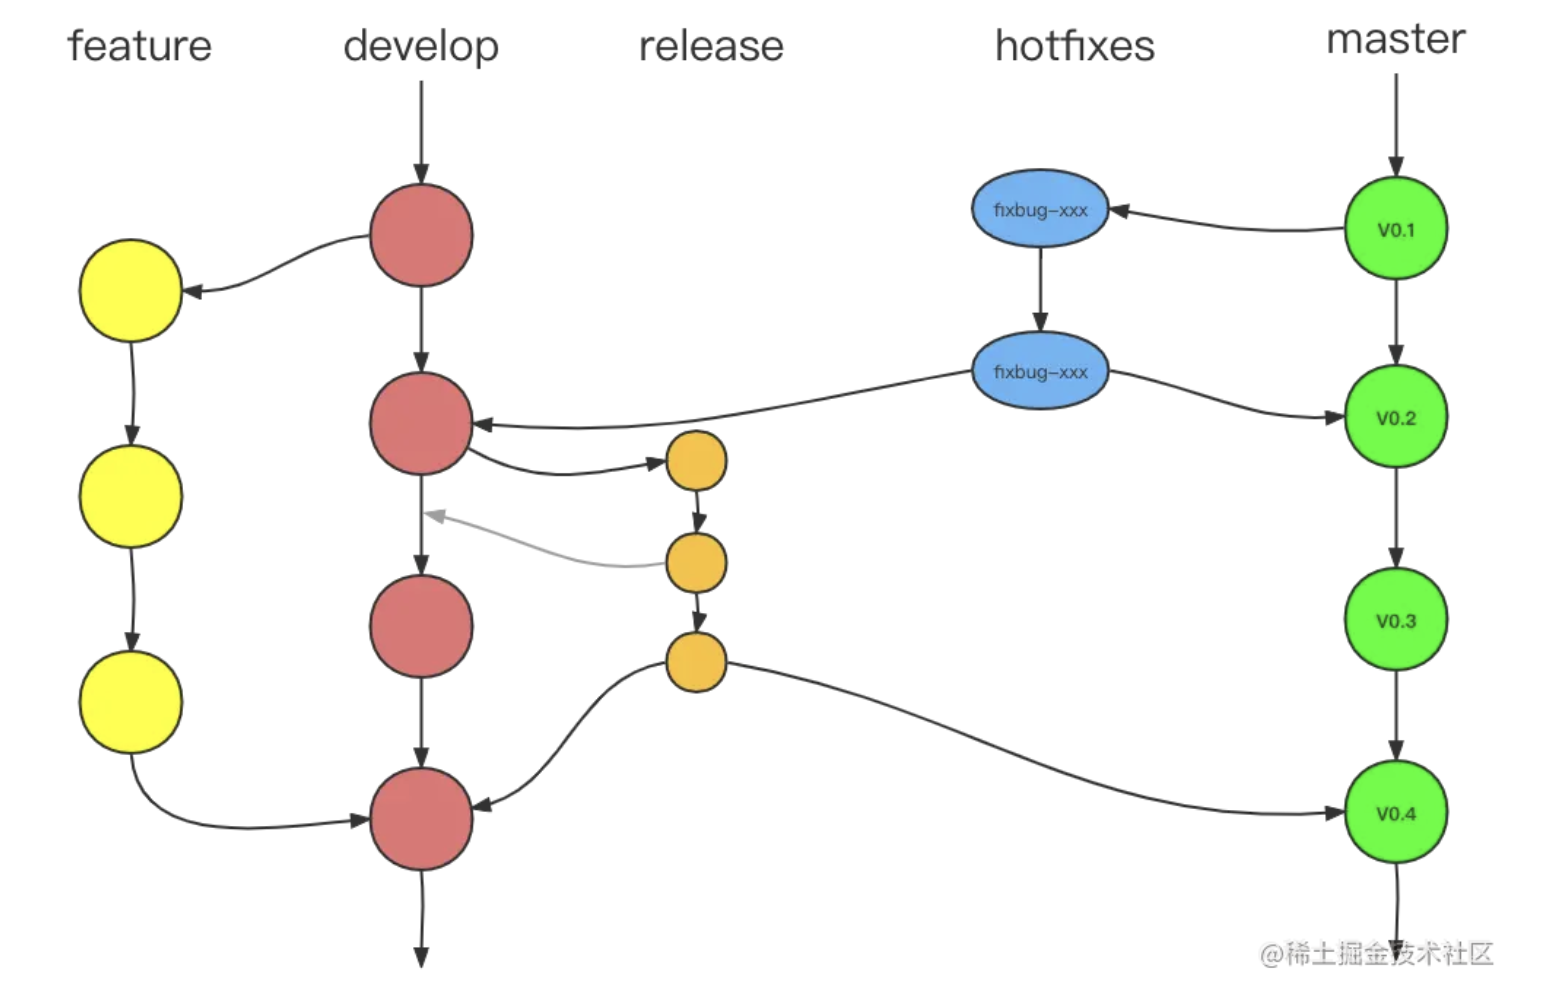 feature
develop
release
hotfixes
master
fixbug-xxx
V0.1
fixbug-xxx
V0.2
V0.3
V0.4
@稀土掘金技术社区